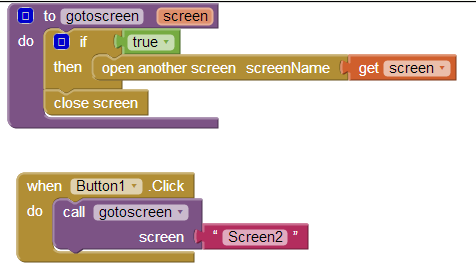 to gotoscreen screen
do if true
then open another screen screenName get screen
close screen
when Button1 .Click
do call gotoscreen
screen “ Screen2 ”